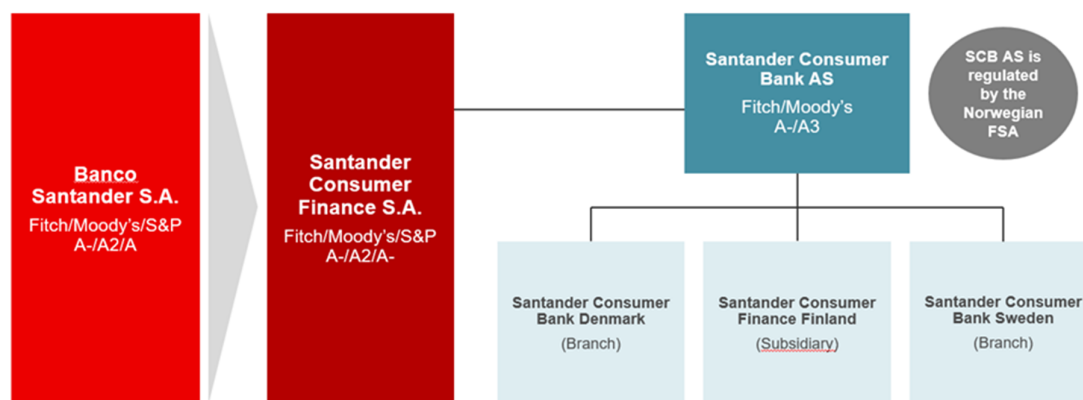 Banco
Santander S.A.
Fitch/Moody's/S&P
A-/A2/A
Santander
Consumer
Finance S.A.
Fitch/Moody's/S&P
A-/A2/A-
Santander Consumer
Bank AS
Fitch/Moody's
A-/A3
SCB AS is
regulated
by the
Norwegian
FSA
Santander Consumer
Bank Denmark
(Branch)
Santander Consumer
Finance Finland
(Subsidiary)
Santander Consumer
Bank Sweden
(Branch)